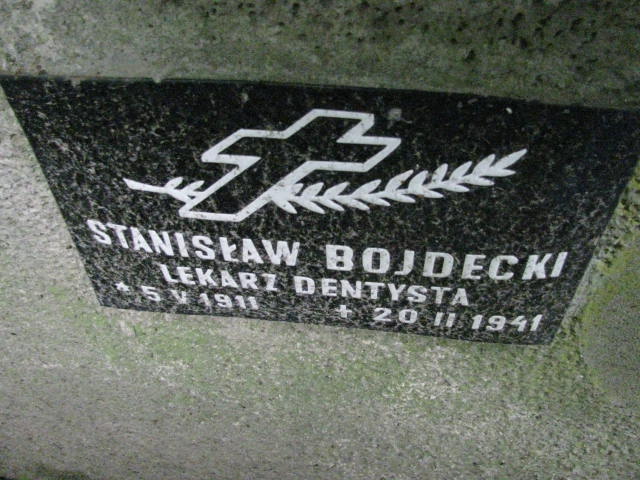 STANISŁAW BOJDECKI
LEKARZ DENTYSTA
* 5 V 1911 + 20 II 1941